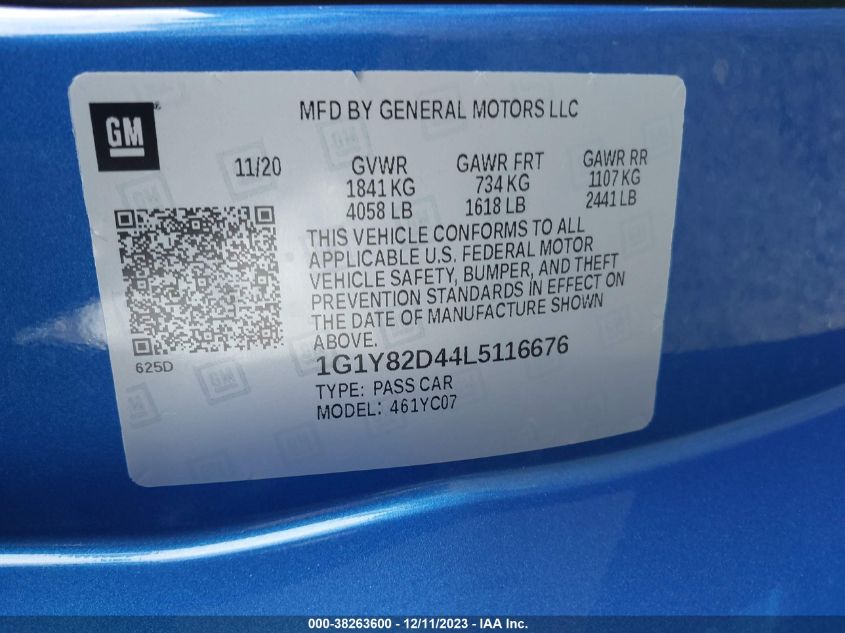 MFD BY GENERAL MOTORS LLC
GM
11/20 GVWR GAWR FRT GAWR RR
1841 KG 734 KG 1107 KG
4058 LB 1618 LB 2441 LB
THIS VEHICLE CONFORMS TO ALL
APPLICABLE U.S. FEDERAL MOTOR
VEHICLE SAFETY, BUMPER, AND THEFT
PREVENTION STANDARDS IN EFFECT ON
THE DATE OF MANUFACTURE SHOWN
ABOVE.
625D
1G1Y82D44L5116676
TYPE: PASS CAR
MODEL: 461YC07
000-38263600 - 12/11/2023 - IAA Inc.